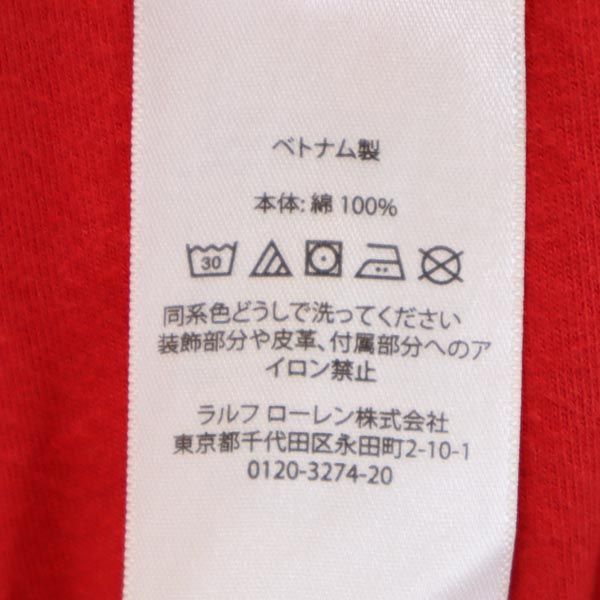 ベトナム製
本体: 綿 100%
30
同系色どうしで洗ってください
装飾部分や皮革、付属部分へのア
イロン禁止
ラルフ ローレン株式会社
東京都千代田区永田町2-10-1
0120-3274-20